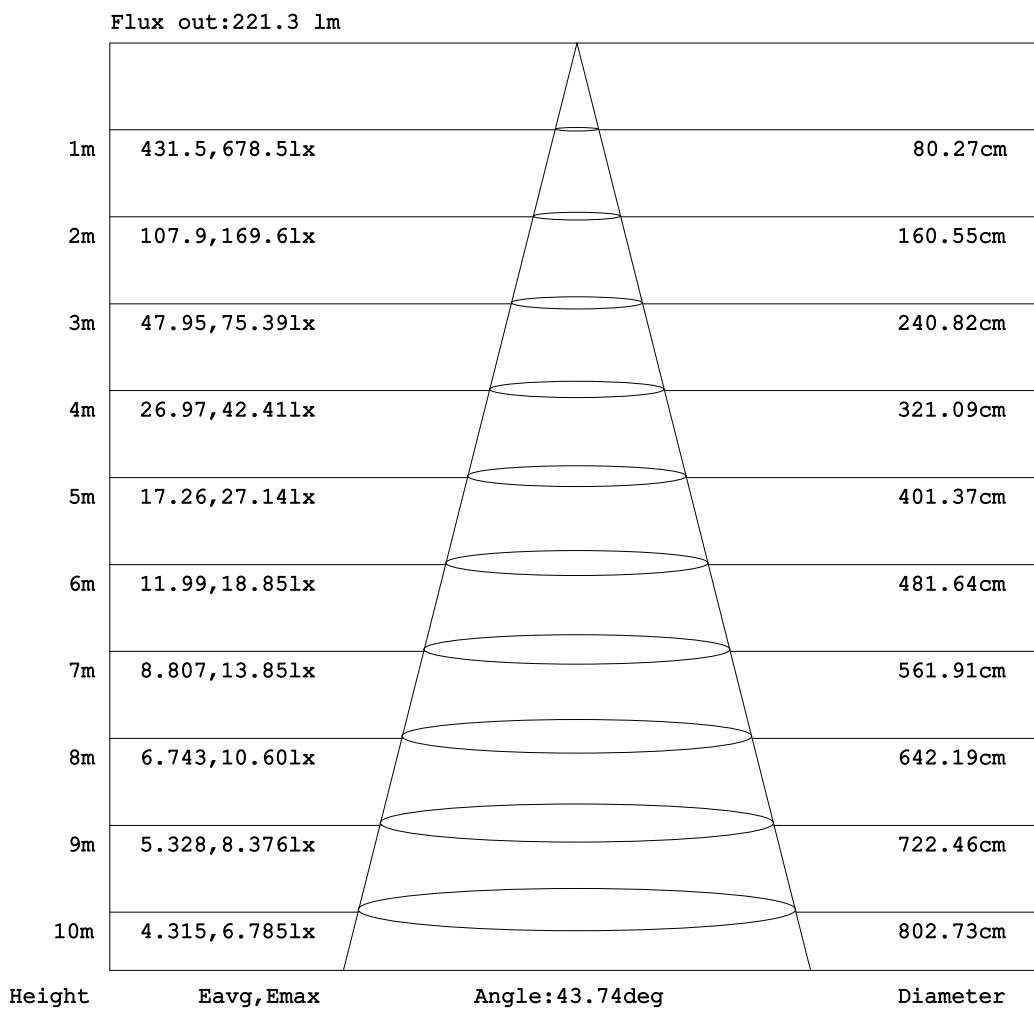 Flux out:221.3 lm
1m 431.5,678.5lx 80.27cm
2m 107.9,169.6lx 160.55cm
3m 47.95,75.39lx 240.82cm
4m 26.97,42.41lx 321.09cm
5m 17.26,27.14lx 401.37cm
6m 11.99,18.85lx 481.64cm
7m 8.807,13.85lx 561.91cm
8m 6.743,10.60lx 642.19cm
9m 5.328,8.376lx 722.46cm
10m 4.315,6.785lx 802.73cm
Height Eavg,Emax Angle:43.74deg Diameter